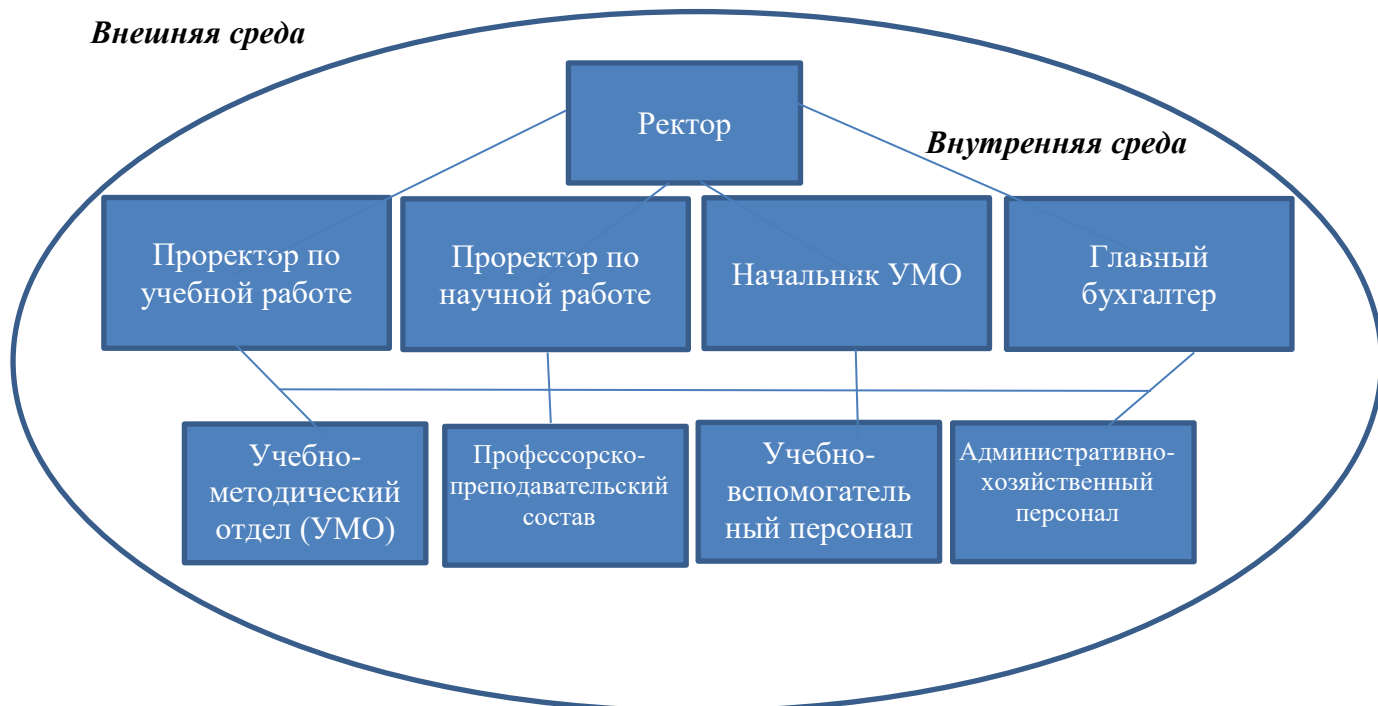 Внешняя среда
Ректор
Внутренняя среда
Проректор по
учебной работе
Проректор по
научной работе
Начальник УМО
Главный
бухгалтер
Учебно-
методический
отдел (УМО)
Профессорско-
преподавательский
состав
Учебно-
вспомогатель
ный персонал
Административно-
хозяйственный
персонал